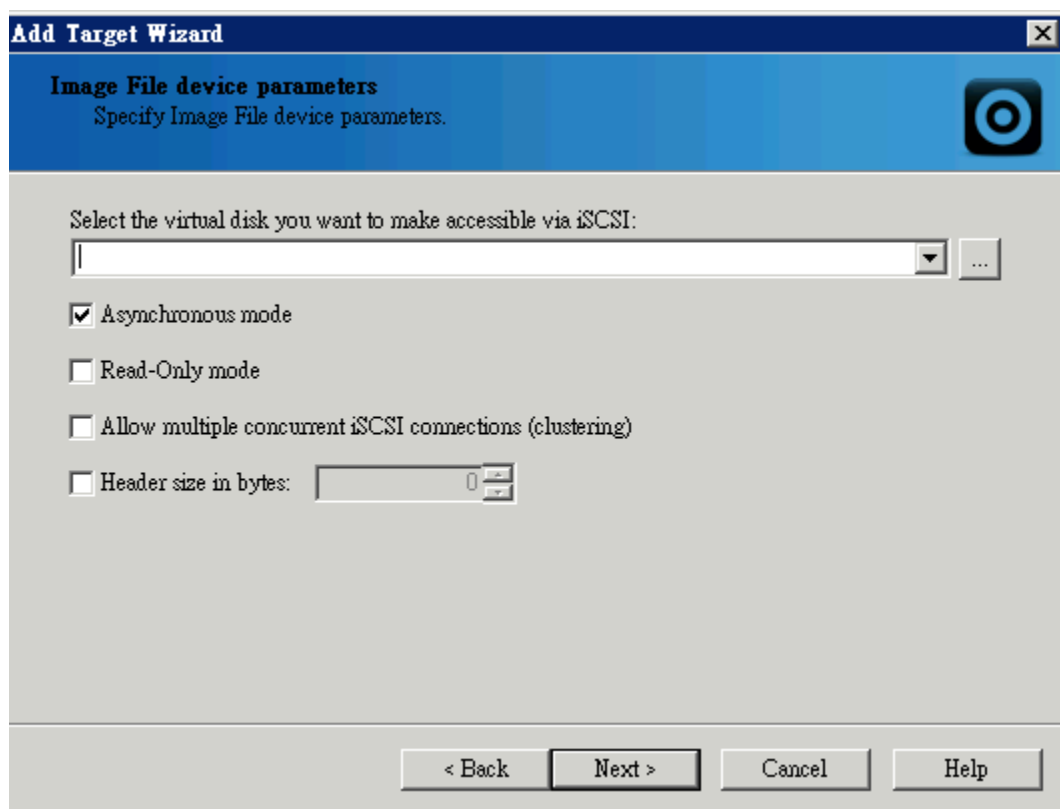 Add Target Wizard
Image File device parameters
Specify Image File device parameters.
Select the virtual disk you want to make accessible via iSCSI:
...
Asynchronous mode
Read-Only mode
Allow multiple concurrent iSCSI connections (clustering)
Header size in bytes: 0
< Back Next > Cancel Help